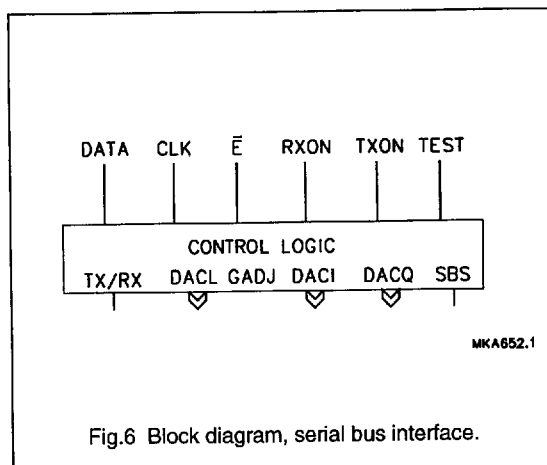 DATA CLK Ē RXON TXON TEST
CONTROL LOGIC
TX/RX DACL GADJ DACI DACQ SBS
MKA652.1
Fig.6 Block diagram, serial bus interface.